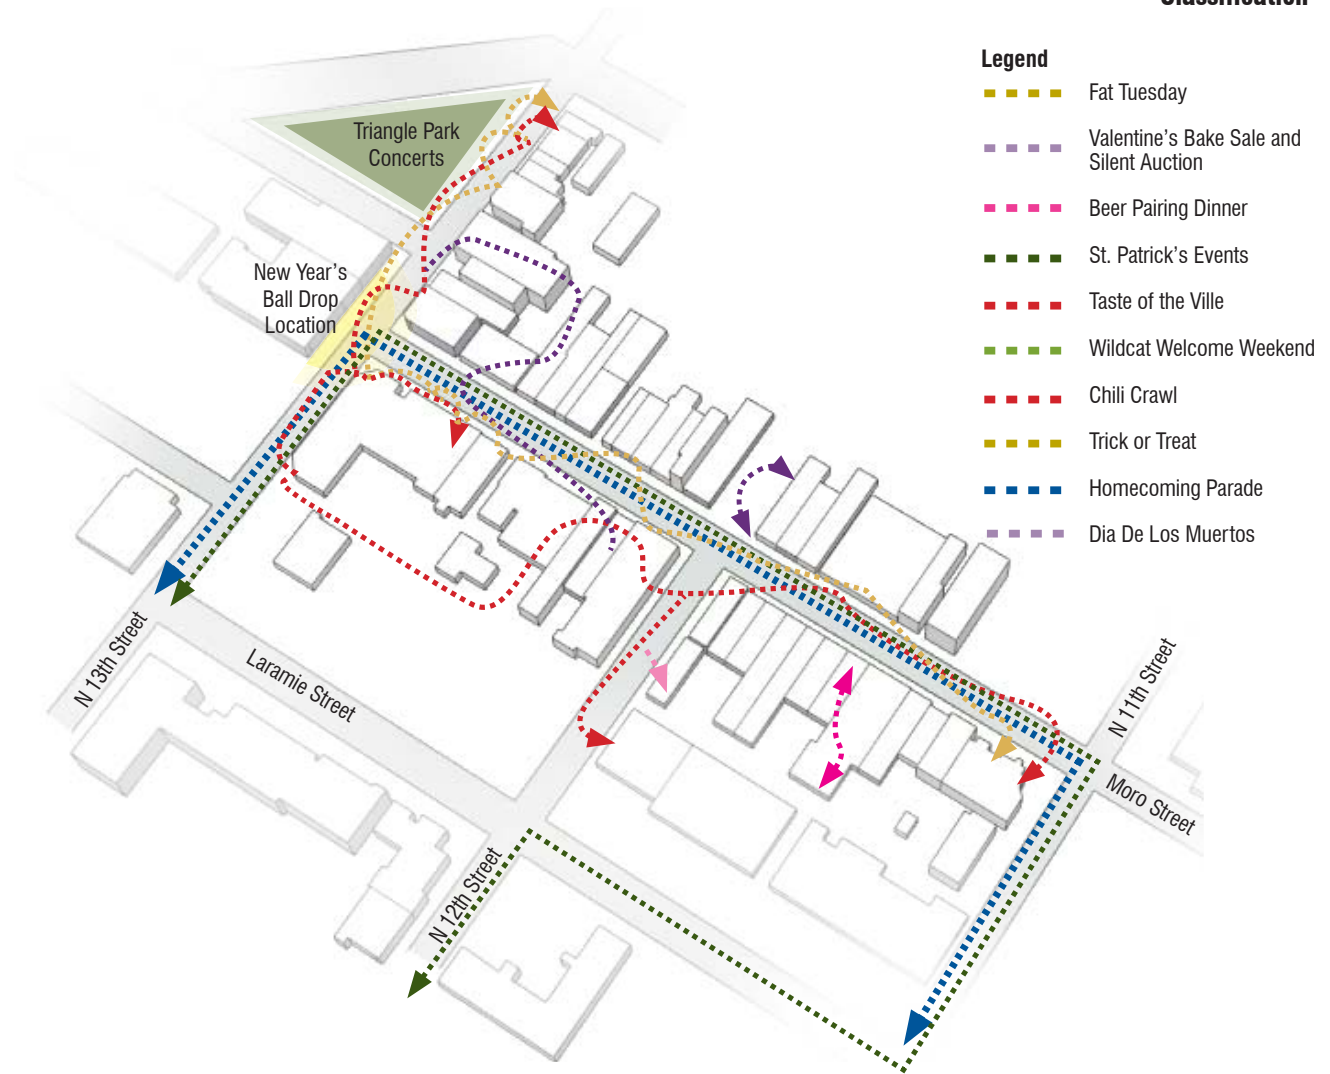 Classification
Legend
Fat Tuesday
Valentine’s Bake Sale and
Silent Auction
Beer Pairing Dinner
St. Patrick’s Events
Taste of the Ville
Wildcat Welcome Weekend
Chili Crawl
Trick or Treat
Homecoming Parade
Dia De Los Muertos
Triangle Park
Concerts
New Year’s
Ball Drop
Location
N 13th Street
Laramie Street
N 12th Street
N 11th Street
Moro Street